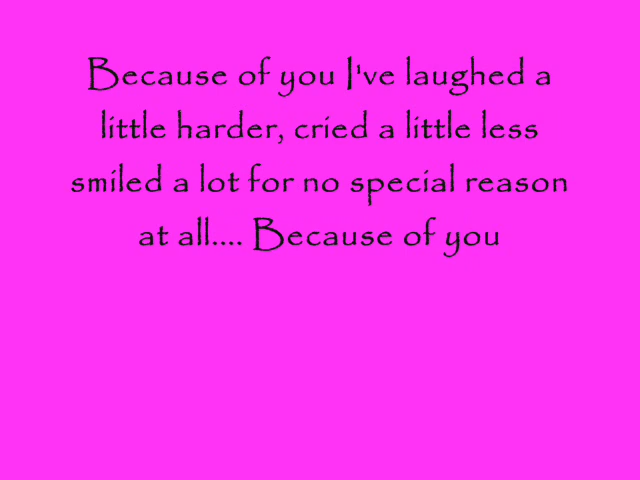 Because of you I've laughed a
little harder, cried a little less
smiled a lot for no special reason
at all.... Because of you